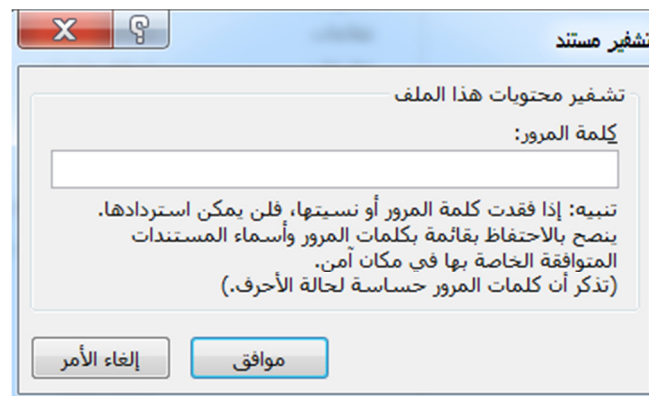 تشفير مستند
تشفير محتويات هذا الملف
كلمة المرور:
تنبيه: إذا فقدت كلمة المرور أو نسيتها، فلن يمكن استردادها.
ينصح بالاحتفاظ بقائمة بكلمات المرور وأسماء المستندات
المتوافقة الخاصة بها في مكان آمن.
(تذكر أن كلمات المرور حساسة لحالة الأحرف.)
موافق
إلغاء الأمر